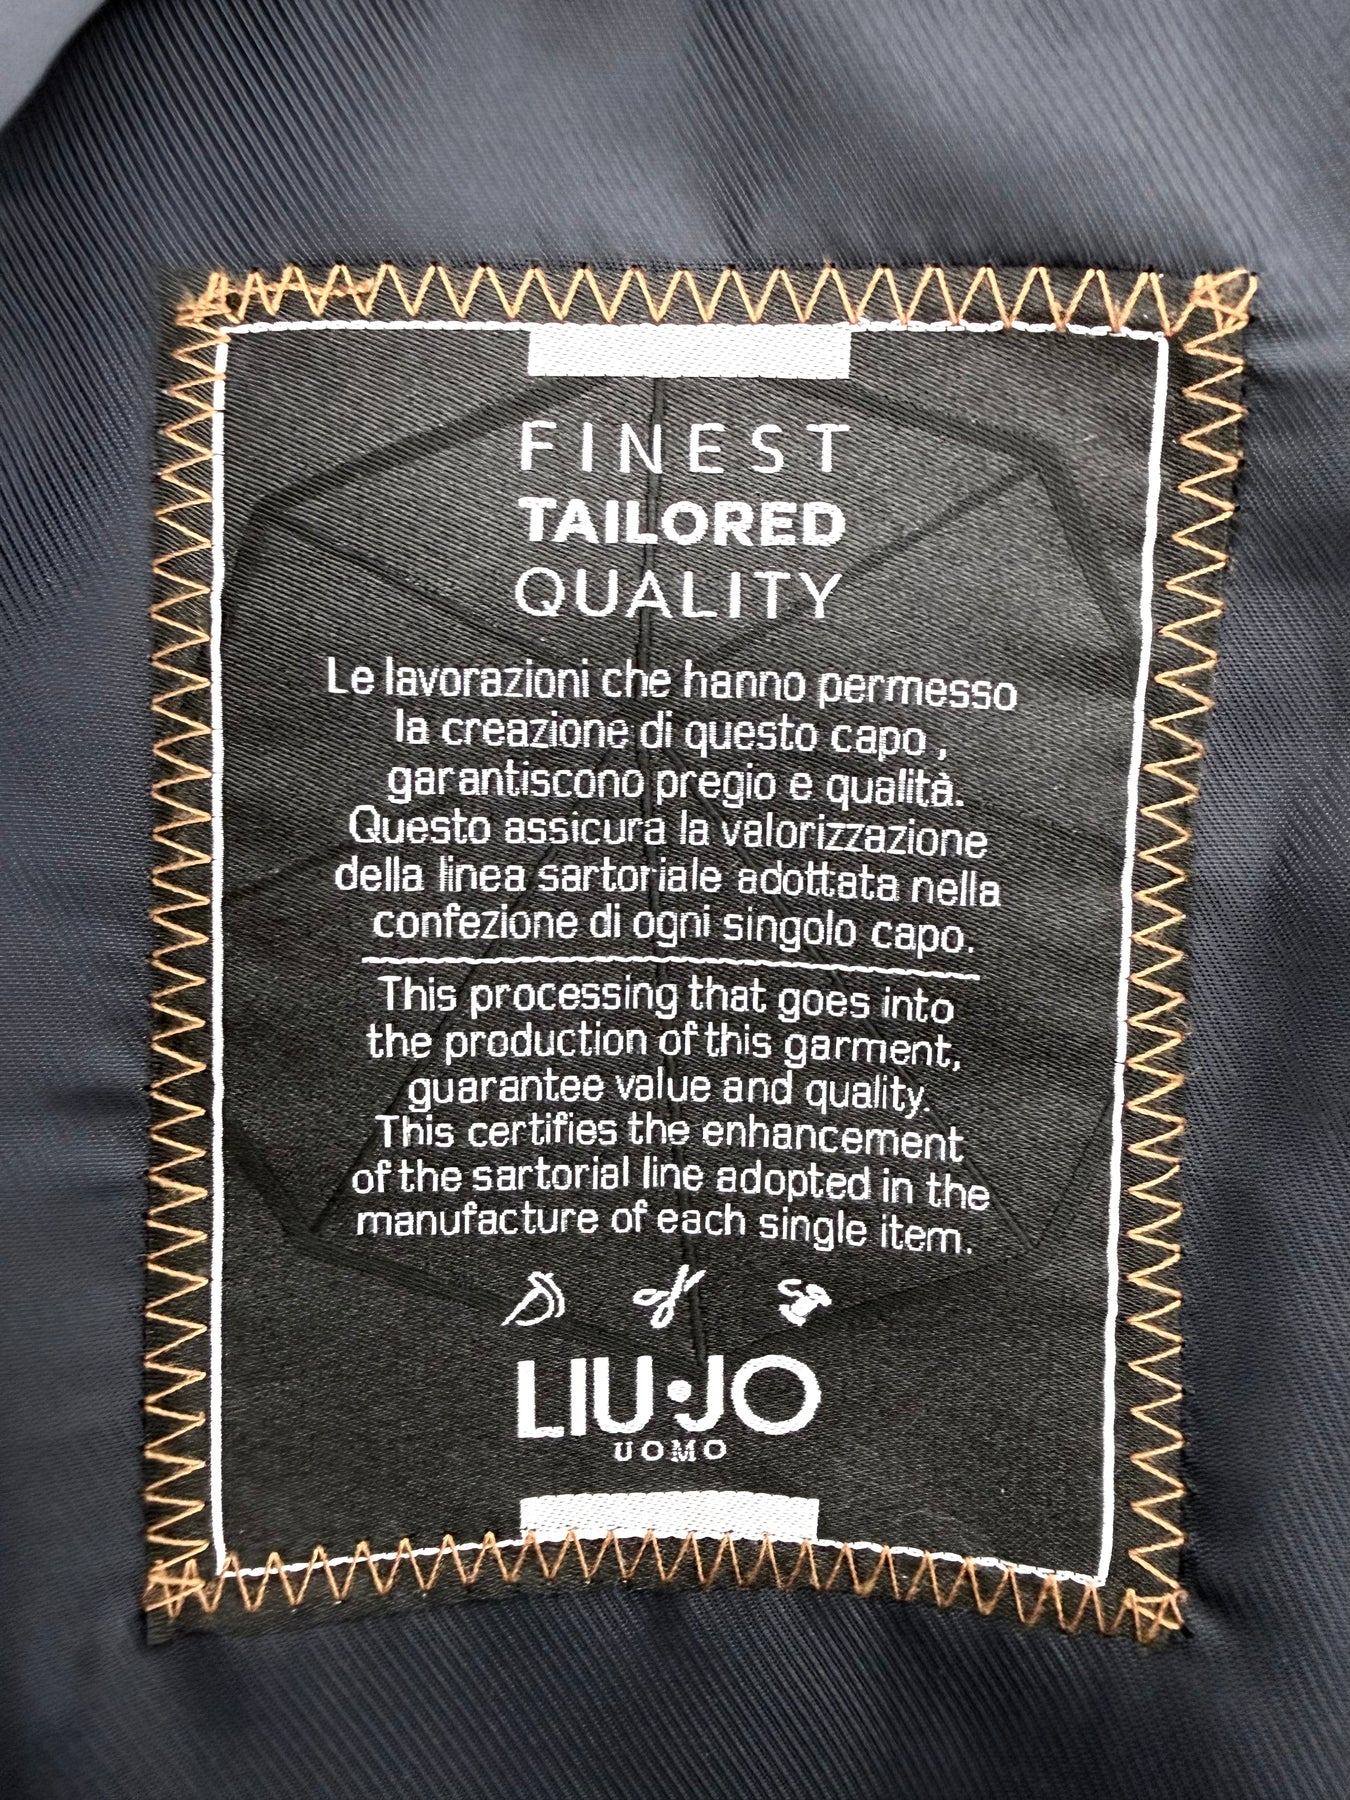 FINEST
TAILORED
QUALITY
Le lavorazioni che hanno permesso
la creazione di questo capo ,
garantiscono pregio e qualità.
Questo assicura la valorizzazione
della linea sartoriale adottata nella
confezione di ogni singolo capo.
This processing that goes into
the production of this garment,
guarantee value and quality.
This certifies the enhancement
of the sartorial line adopted in the
manufacture of each single item.
LIU•JO
UOMO